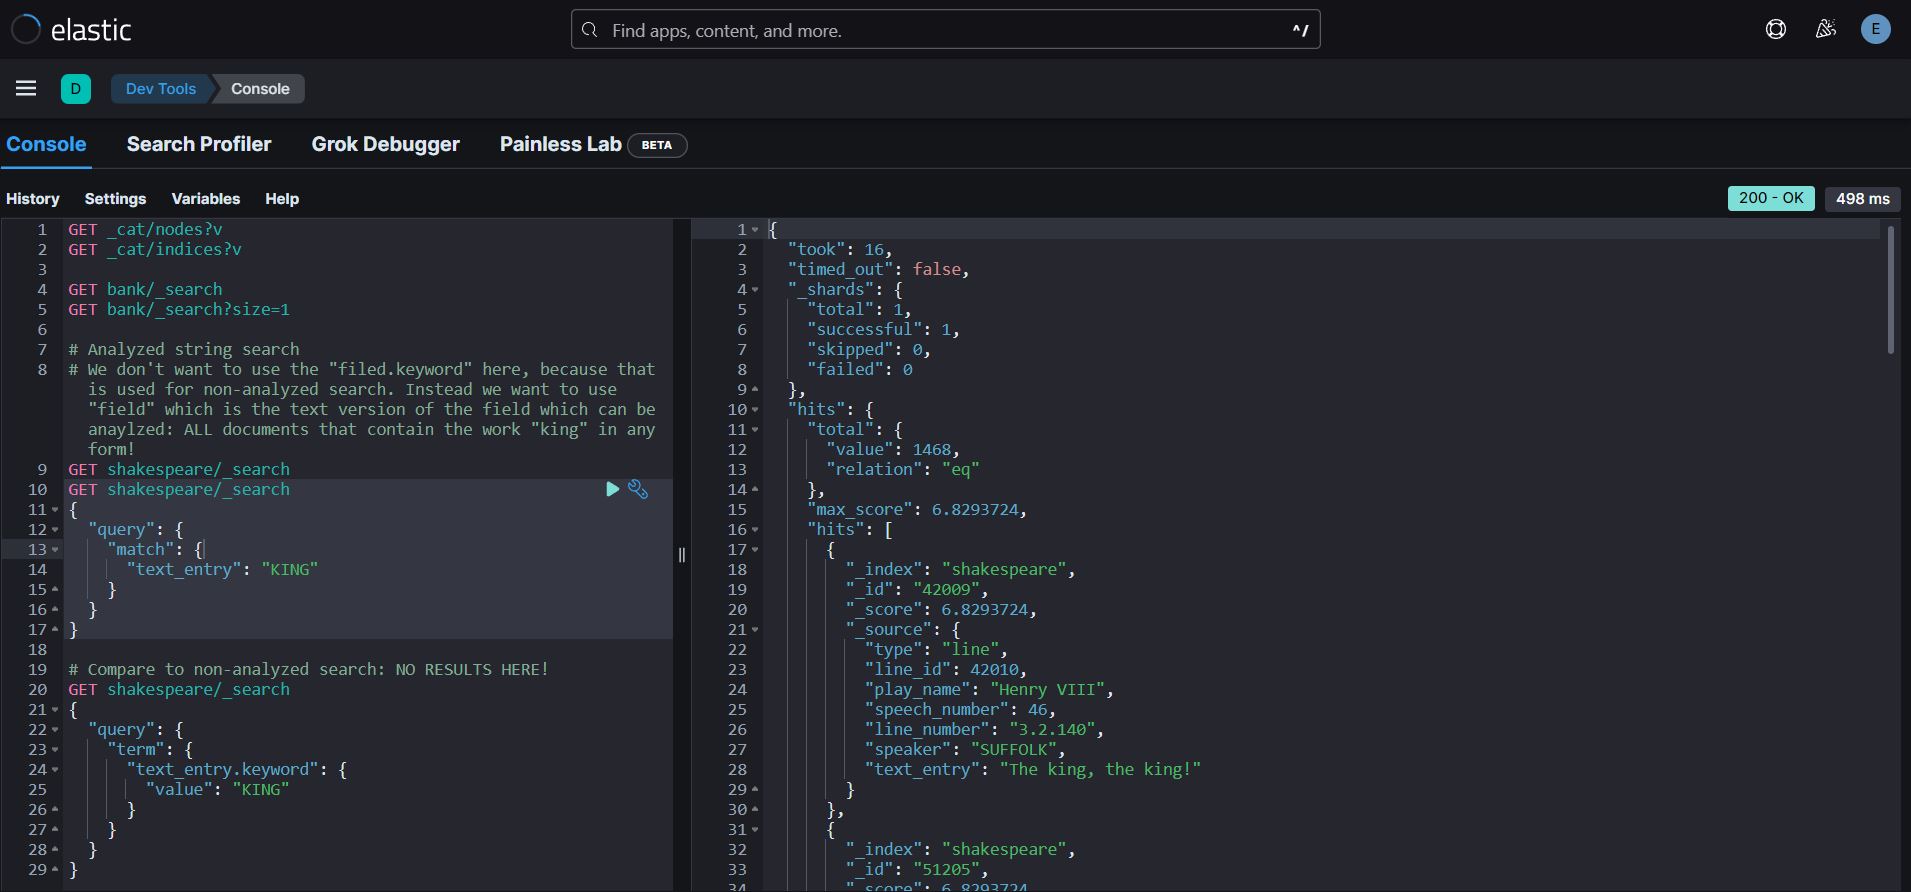 elastic
Find apps, content, and more.
^/
E
D
Dev Tools
Console
Console
Search Profiler
Grok Debugger
Painless Lab
BETA
History
Settings
Variables
Help
200 - OK
498 ms
1 GET _cat/nodes?v
2 GET _cat/indices?v
3
4 GET bank/_search
5 GET bank/_search?size=1
6
7 # Analyzed string search
8 # We don't want to use the "filed.keyword" here, because that
is used for non-analyzed search. Instead we want to use
"field" which is the text version of the field which can be
anaylzed: ALL documents that contain the work "king" in any
form!
9 GET shakespeare/_search
10 GET shakespeare/_search
11 {
12 "query": {
13 "match": {
14 "text_entry": "KING"
15 }
16 }
17 }
18
19 # Compare to non-analyzed search: NO RESULTS HERE!
20 GET shakespeare/_search
21 {
22 "query": {
23 "term": {
24 "text_entry.keyword": {
25 "value": "KING"
26 }
27 }
28 }
29 }
1 {
2 "took": 16,
3 "timed_out": false,
4 "_shards": {
5 "total": 1,
6 "successful": 1,
7 "skipped": 0,
8 "failed": 0
9 },
10 "hits": {
11 "total": {
12 "value": 1468,
13 "relation": "eq"
14 },
15 "max_score": 6.8293724,
16 "hits": [
17 {
18 "_index": "shakespeare",
19 "_id": "42009",
20 "_score": 6.8293724,
21 "_source": {
22 "type": "line",
23 "line_id": 42010,
24 "play_name": "Henry VIII",
25 "speech_number": 46,
26 "line_number": "3.2.140",
27 "speaker": "SUFFOLK",
28 "text_entry": "The king, the king!"
29 }
30 },
31 {
32 "_index": "shakespeare",
33 "_id": "51205",
34 "_score": 6.8293724